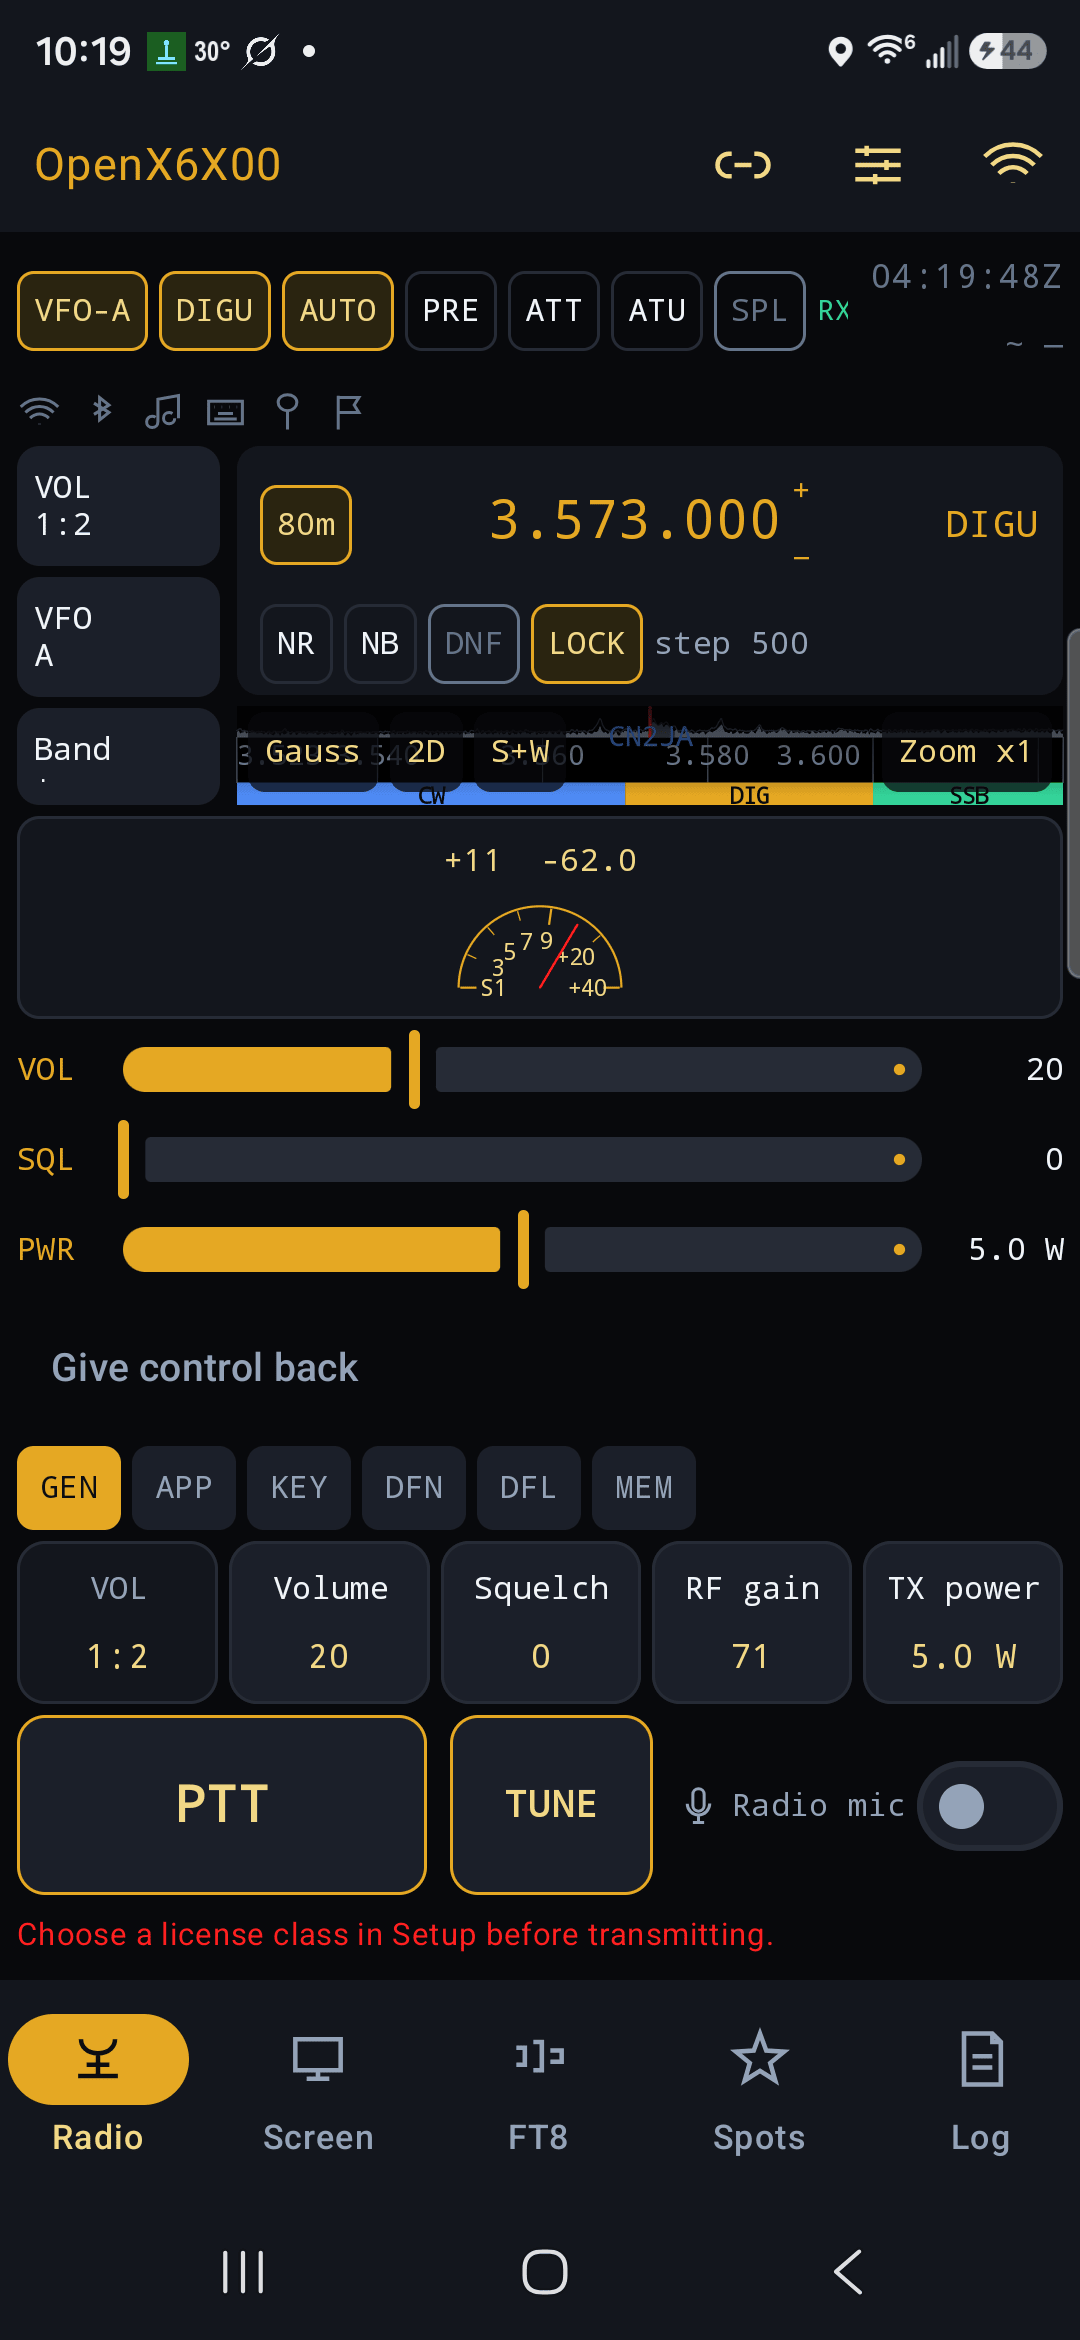 10:19 30° 6 44
OpenX6X00
04:19:48Z
VFO-A DIGU AUTO PRE ATT ATU SPL RX
~ —
VOL
1:2
80m 3.573.000 + − DIGU
VFO
A
NR NB DNF LOCK step 500
Band
CN2JA
Gauss 2D S+W 3.580 3.600 Zoom x1
CW DIG SSB
+11 -62.0
S1 3 5 7 9 +20 +40
VOL 20
SQL 0
PWR 5.0 W
Give control back
GEN APP KEY DFN DFL MEM
VOL Volume Squelch RF gain TX power
1:2 20 0 71 5.0 W
PTT TUNE Radio mic
Choose a license class in Setup before transmitting.
Radio Screen FT8 Spots Log